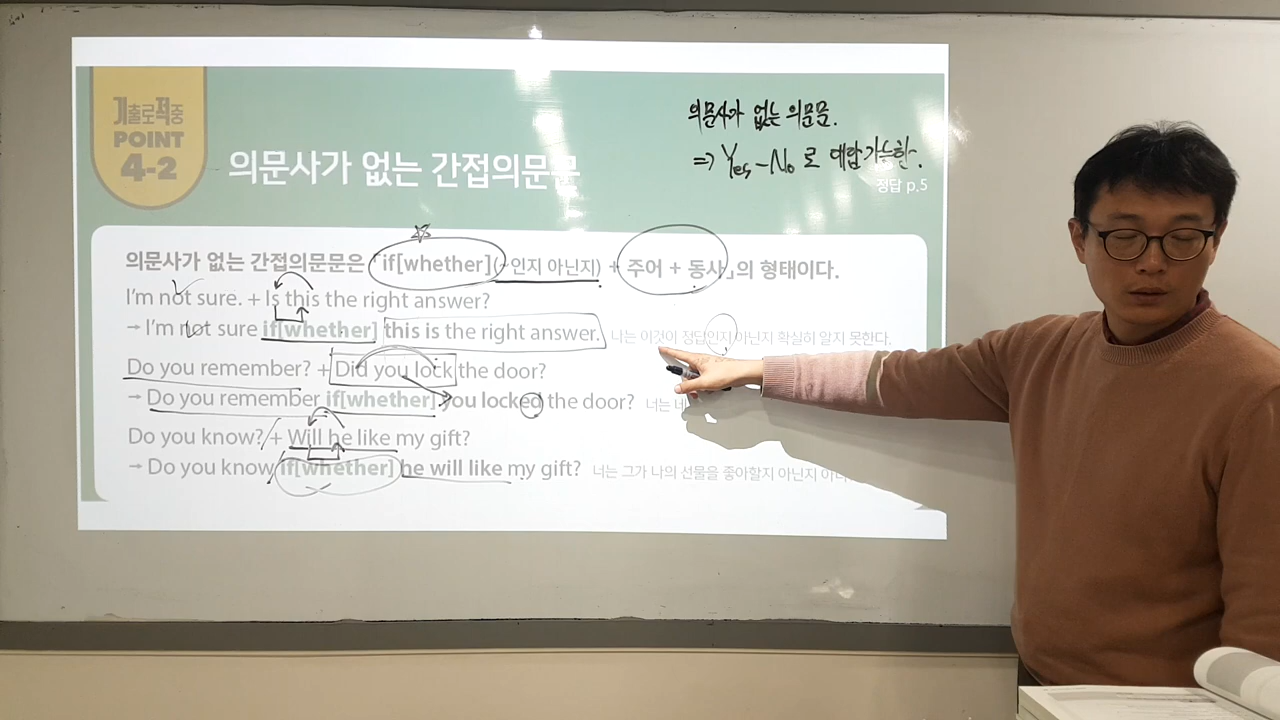 기출로적중
POINT
4-2
의문사가 없는 간접의문문
의문사가 없는 의문문.
=> Yes-No 로 대답가능한.
정답 p.5
의문사가 없는 간접의문문은 「if[whether](~인지 아닌지) + 주어 + 동사」의 형태이다.
I'm not sure. + Is this the right answer?
→ I'm not sure if[whether] this is the right answer. 나는 이것이 정답인지 아닌지 확실히 알지 못한다.
Do you remember? + Did you lock the door?
→ Do you remember if[whether] you locked the door? 너는
Do you know? + Will he like my gift?
→ Do you know if[whether] he will like my gift? 너는 그가 나의 선물을 좋아할지 아닌지